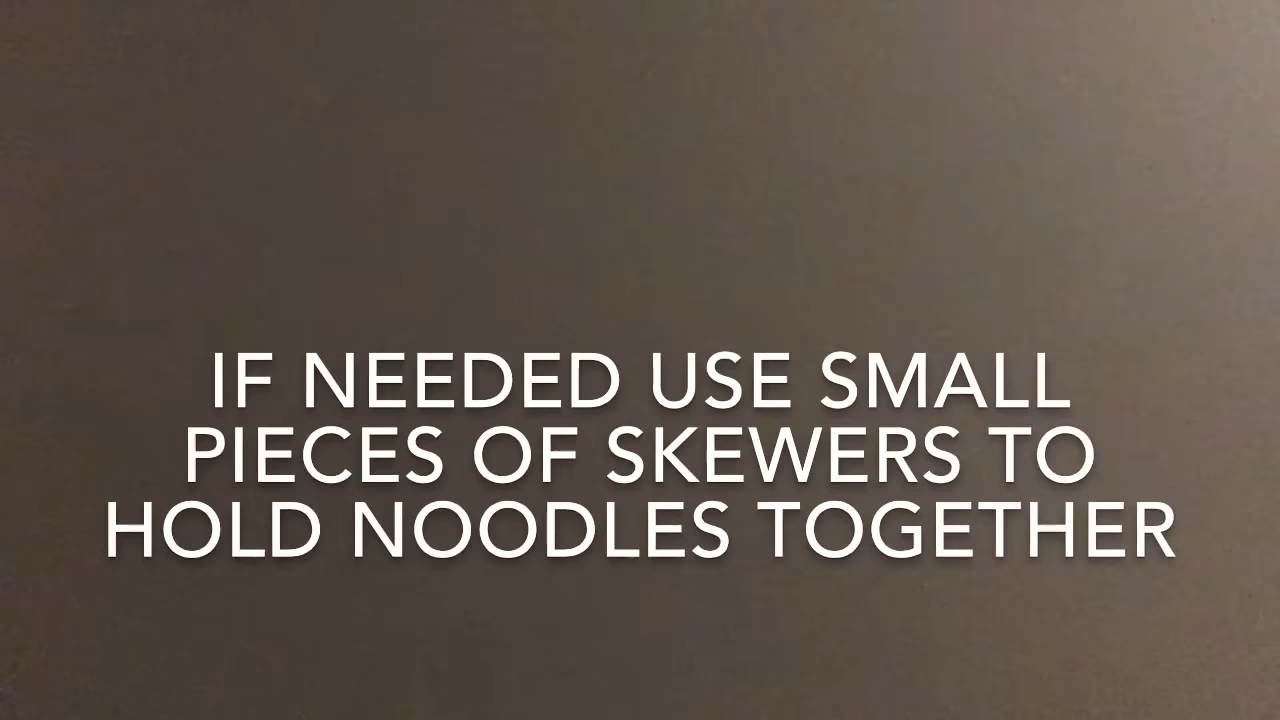 IF NEEDED USE SMALL
PIECES OF SKEWERS TO
HOLD NOODLES TOGETHER